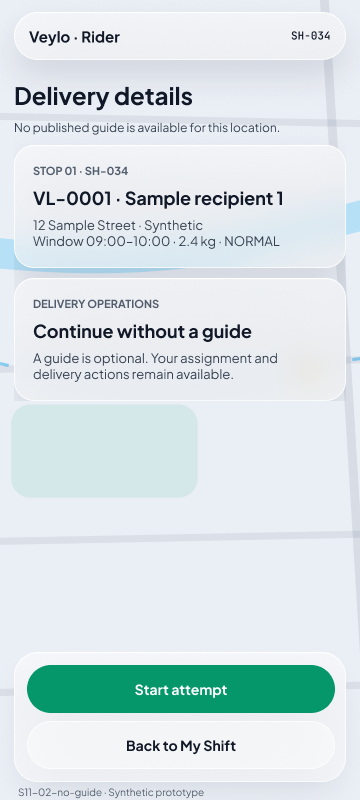 Veylo · Rider
SH-034
Delivery details
No published guide is available for this location.
STOP 01 · SH-034
VL-0001 · Sample recipient 1
12 Sample Street · Synthetic
Window 09:00–10:00 · 2.4 kg · NORMAL
DELIVERY OPERATIONS
Continue without a guide
A guide is optional. Your assignment and
delivery actions remain available.
Start attempt
Back to My Shift
S11-02-no-guide · Synthetic prototype